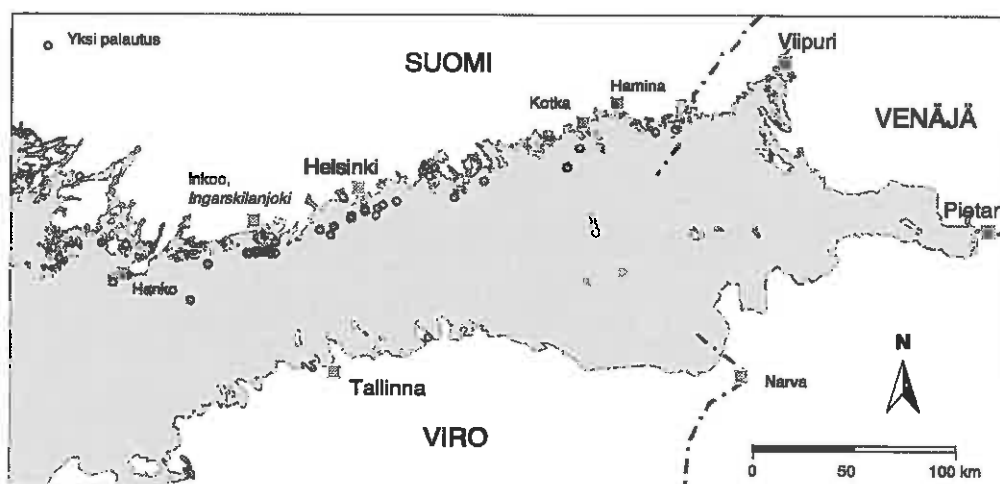 Yksi palautus
SUOMI
Viipuri
Hamina
Kotka
VENÄJÄ
Helsinki
Inkoo,
Ingarskilanjoki
Pietari
Hanko
N
Tallinna
Narva
VIRO
0 50 100 km